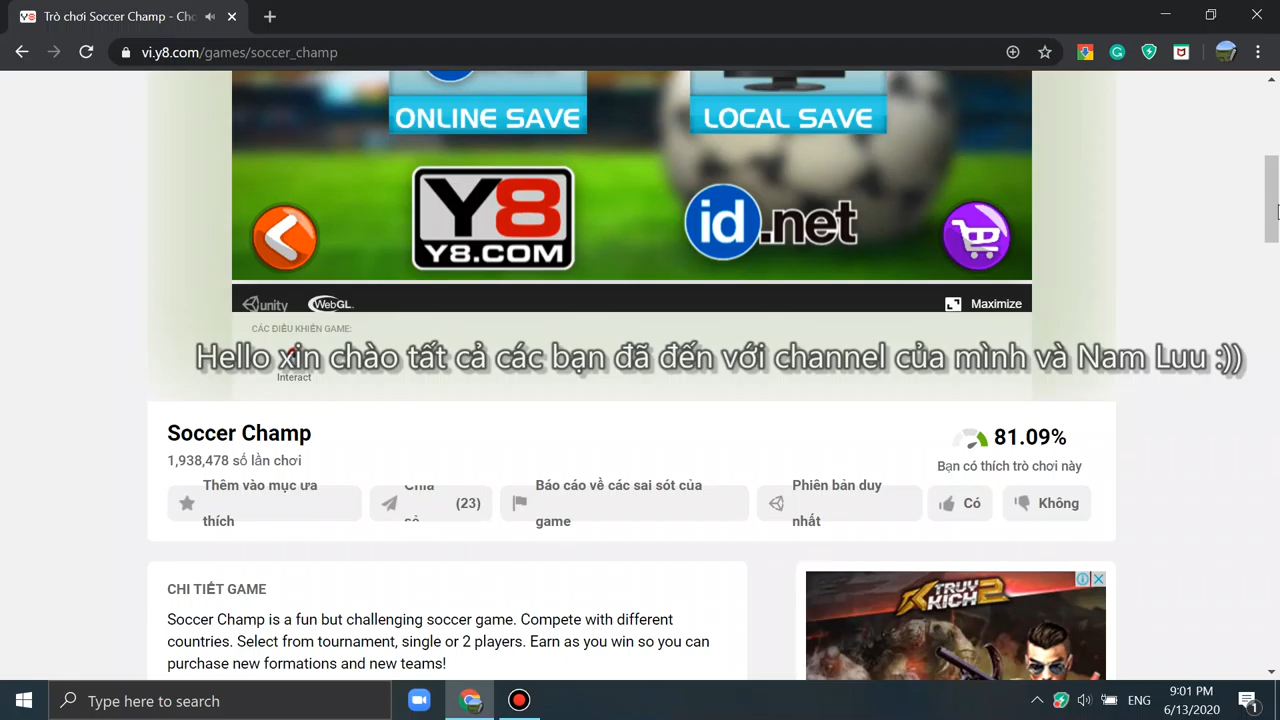 Trò chơi Soccer Champ - Cho
vi.y8.com/games/soccer_champ
ONLINE SAVE
LOCAL SAVE
Y8
Y8.COM
id.net
unity
WebGL
Maximize
CÁC ĐIỀU KHIỂN GAME:
Hello xin chào tất cả các bạn đã đến với channel của mình và Nam Luu :))
Interact
Soccer Champ
81.09%
1,938,478 số lần chơi
Bạn có thích trò chơi này
Thêm vào mục ưa
thích
Chia
sẻ
(23)
Báo cáo về các sai sót của
game
Phiên bản duy
nhất
Có
Không
CHI TIẾT GAME
Soccer Champ is a fun but challenging soccer game. Compete with different
countries. Select from tournament, single or 2 players. Earn as you win so you can
purchase new formations and new teams!
TRUY
KICH 2
Type here to search
ENG
9:01 PM
6/13/2020
1